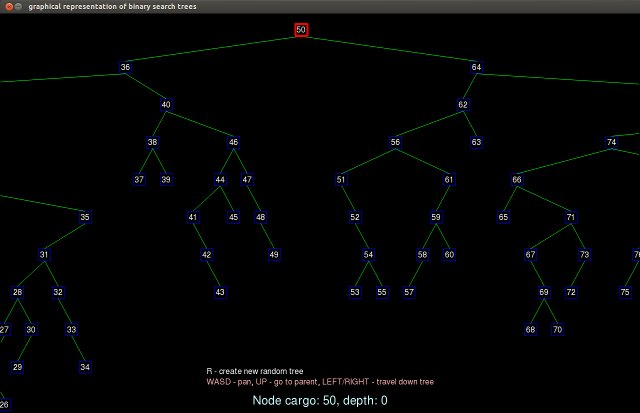 graphical representation of binary search trees
50
36 64
40 62
38 46 56 63 74
37 39 44 47 51 61 66
35 41 45 48 52 59 65 71
31 42 49 54 58 60 67 73
28 32 43 53 55 57 69 72 75
27 30 33 68 70
29 34
R - create new random tree
WASD - pan, UP - go to parent, LEFT/RIGHT - travel down tree
Node cargo: 50, depth: 0
26